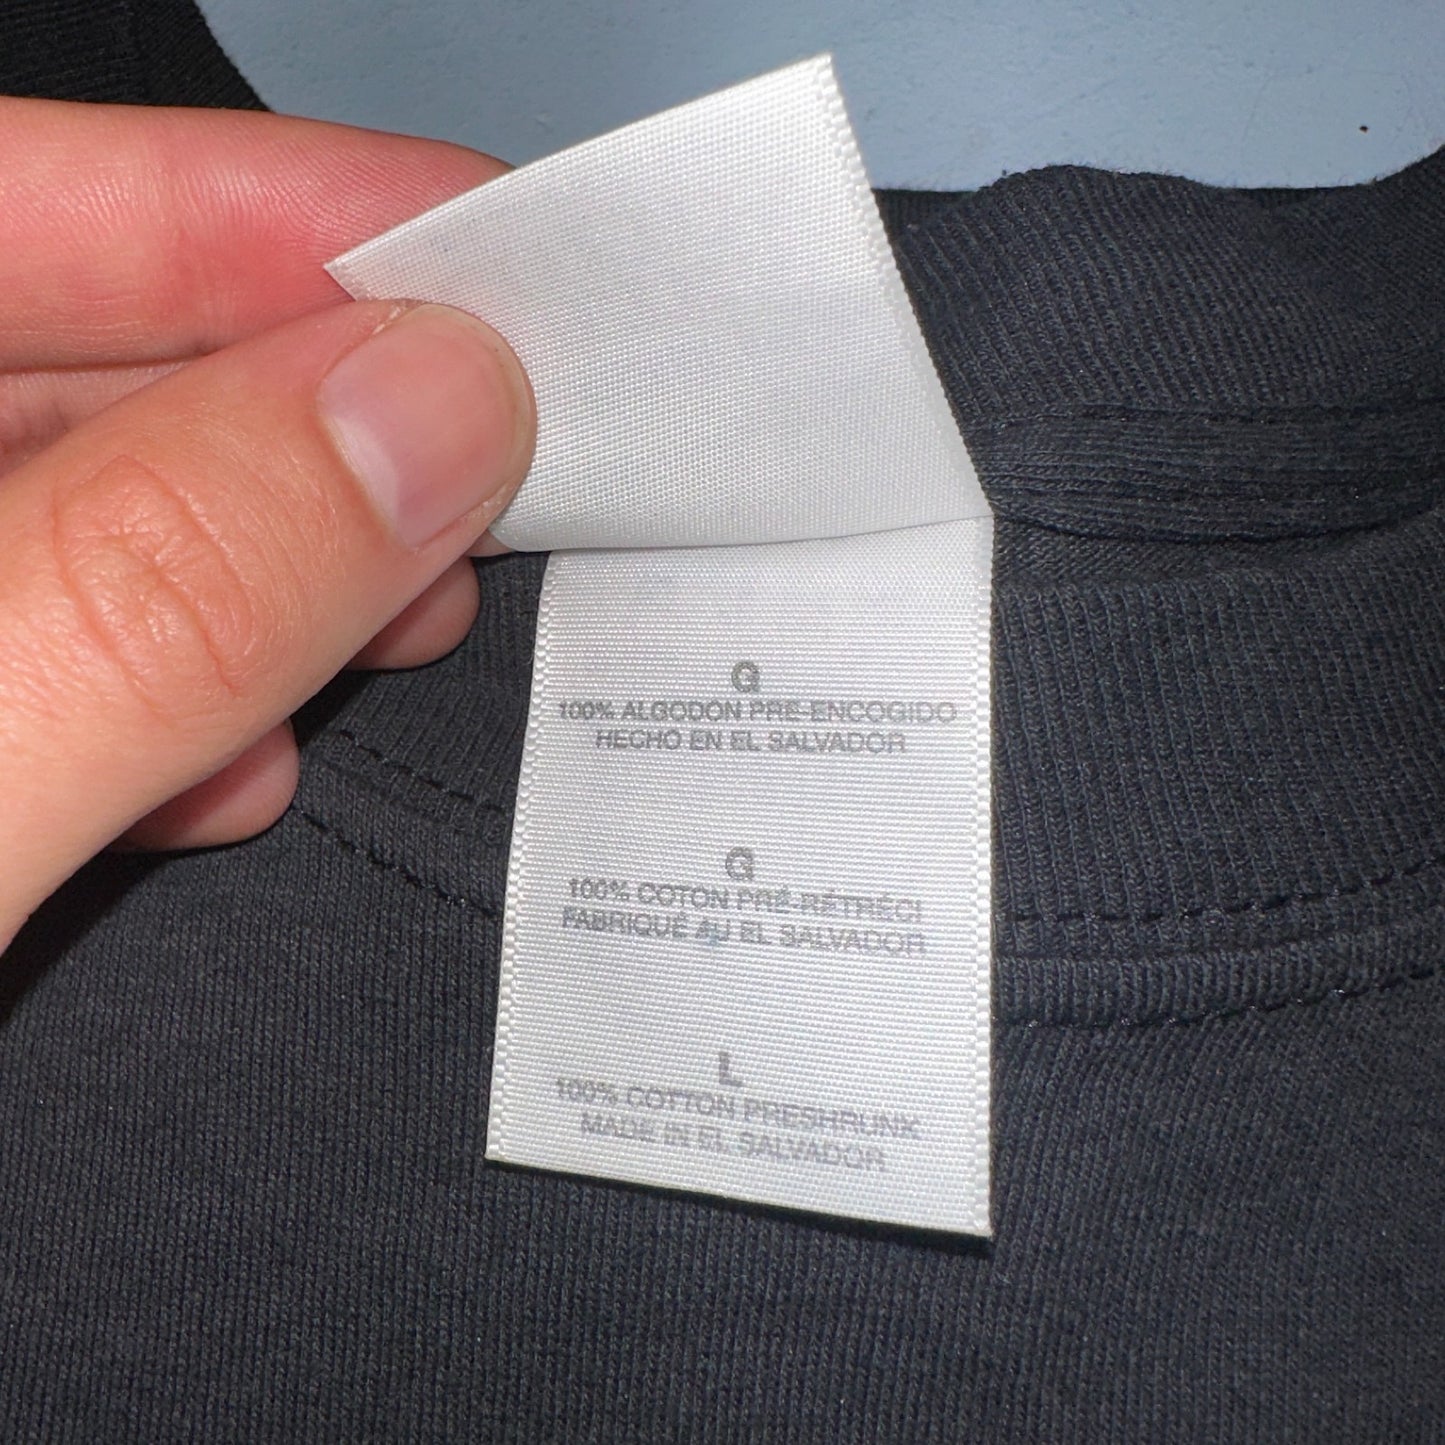 G
100% ALGODON PRE ENCOGIDO
HECHO EN EL SALVADOR
G
100% COTON PRÉ-RÉTRÉCI
FABRIQUÉ AU EL SALVADOR
L
100% COTTON PRESHRUNK
MADE IN EL SALVADOR